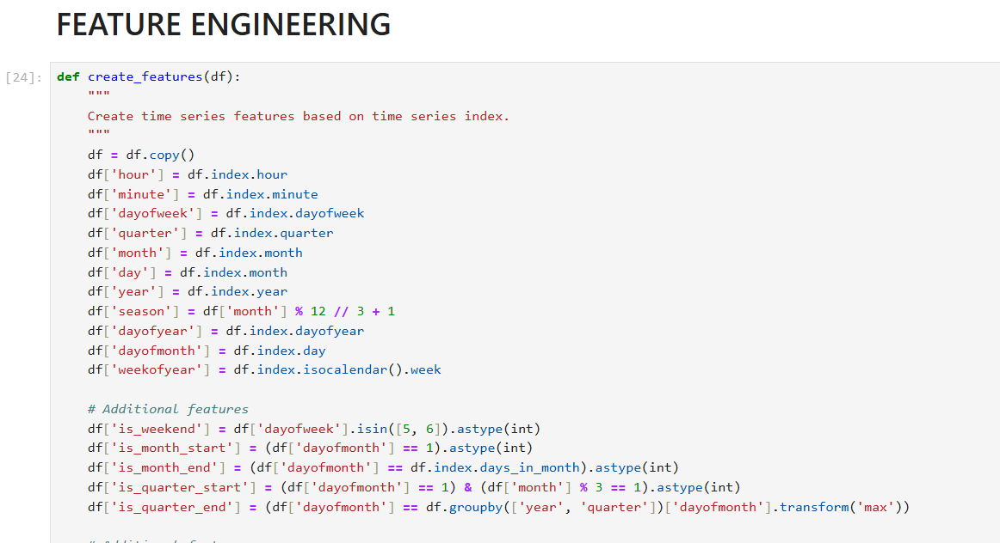 FEATURE ENGINEERING
[24]: def create_features(df):
"""
Create time series features based on time series index.
"""
df = df.copy()
df['hour'] = df.index.hour
df['minute'] = df.index.minute
df['dayofweek'] = df.index.dayofweek
df['quarter'] = df.index.quarter
df['month'] = df.index.month
df['day'] = df.index.month
df['year'] = df.index.year
df['season'] = df['month'] % 12 // 3 + 1
df['dayofyear'] = df.index.dayofyear
df['dayofmonth'] = df.index.day
df['weekofyear'] = df.index.isocalendar().week
# Additional features
df['is_weekend'] = df['dayofweek'].isin([5, 6]).astype(int)
df['is_month_start'] = (df['dayofmonth'] == 1).astype(int)
df['is_month_end'] = (df['dayofmonth'] == df.index.days_in_month).astype(int)
df['is_quarter_start'] = (df['dayofmonth'] == 1) & (df['month'] % 3 == 1).astype(int)
df['is_quarter_end'] = (df['dayofmonth'] == df.groupby(['year', 'quarter'])['dayofmonth'].transform('max'))